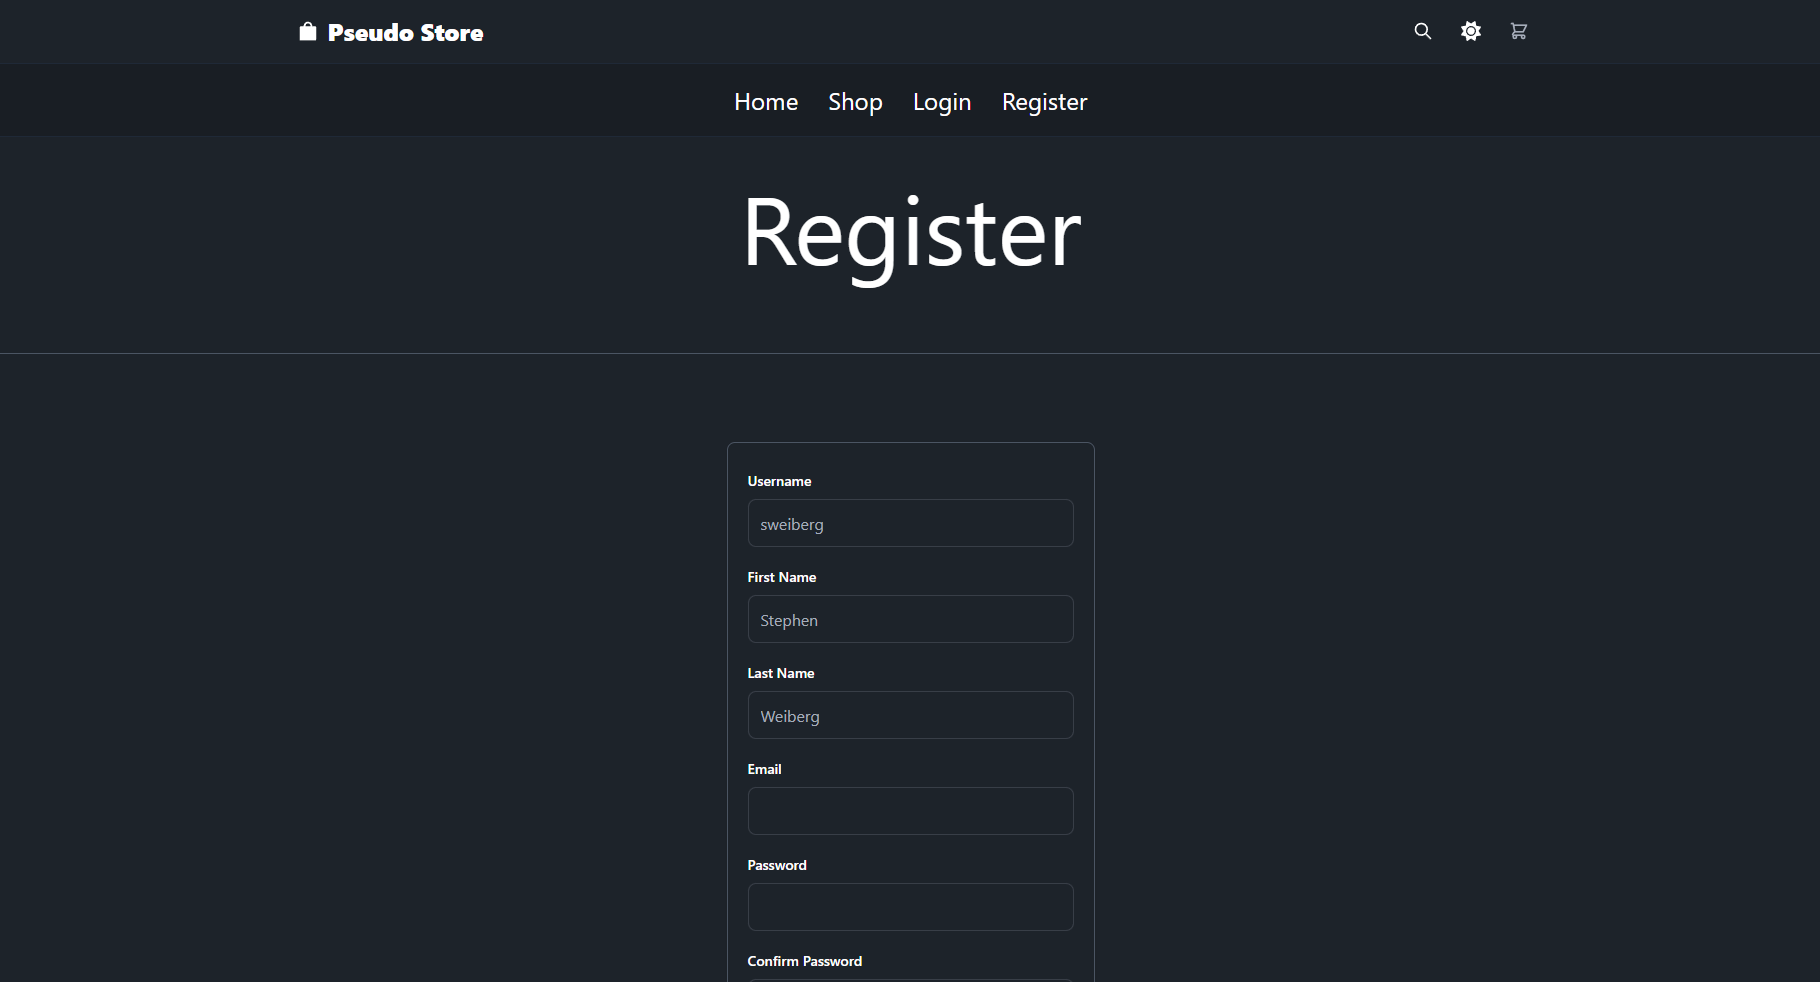 Pseudo Store
Home Shop Login Register
Register
Username
sweiberg
First Name
Stephen
Last Name
Weiberg
Email
Password
Confirm Password